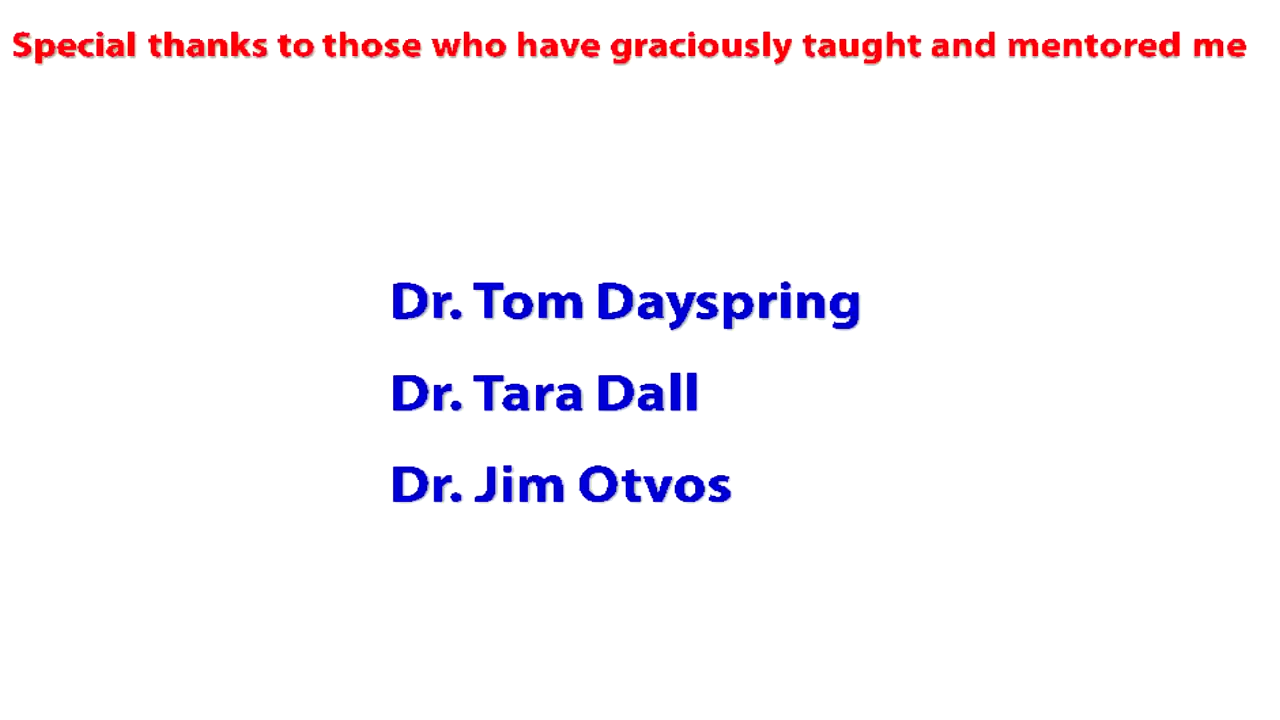 Special thanks to those who have graciously taught and mentored me
Dr. Tom Dayspring
Dr. Tara Dall
Dr. Jim Otvos